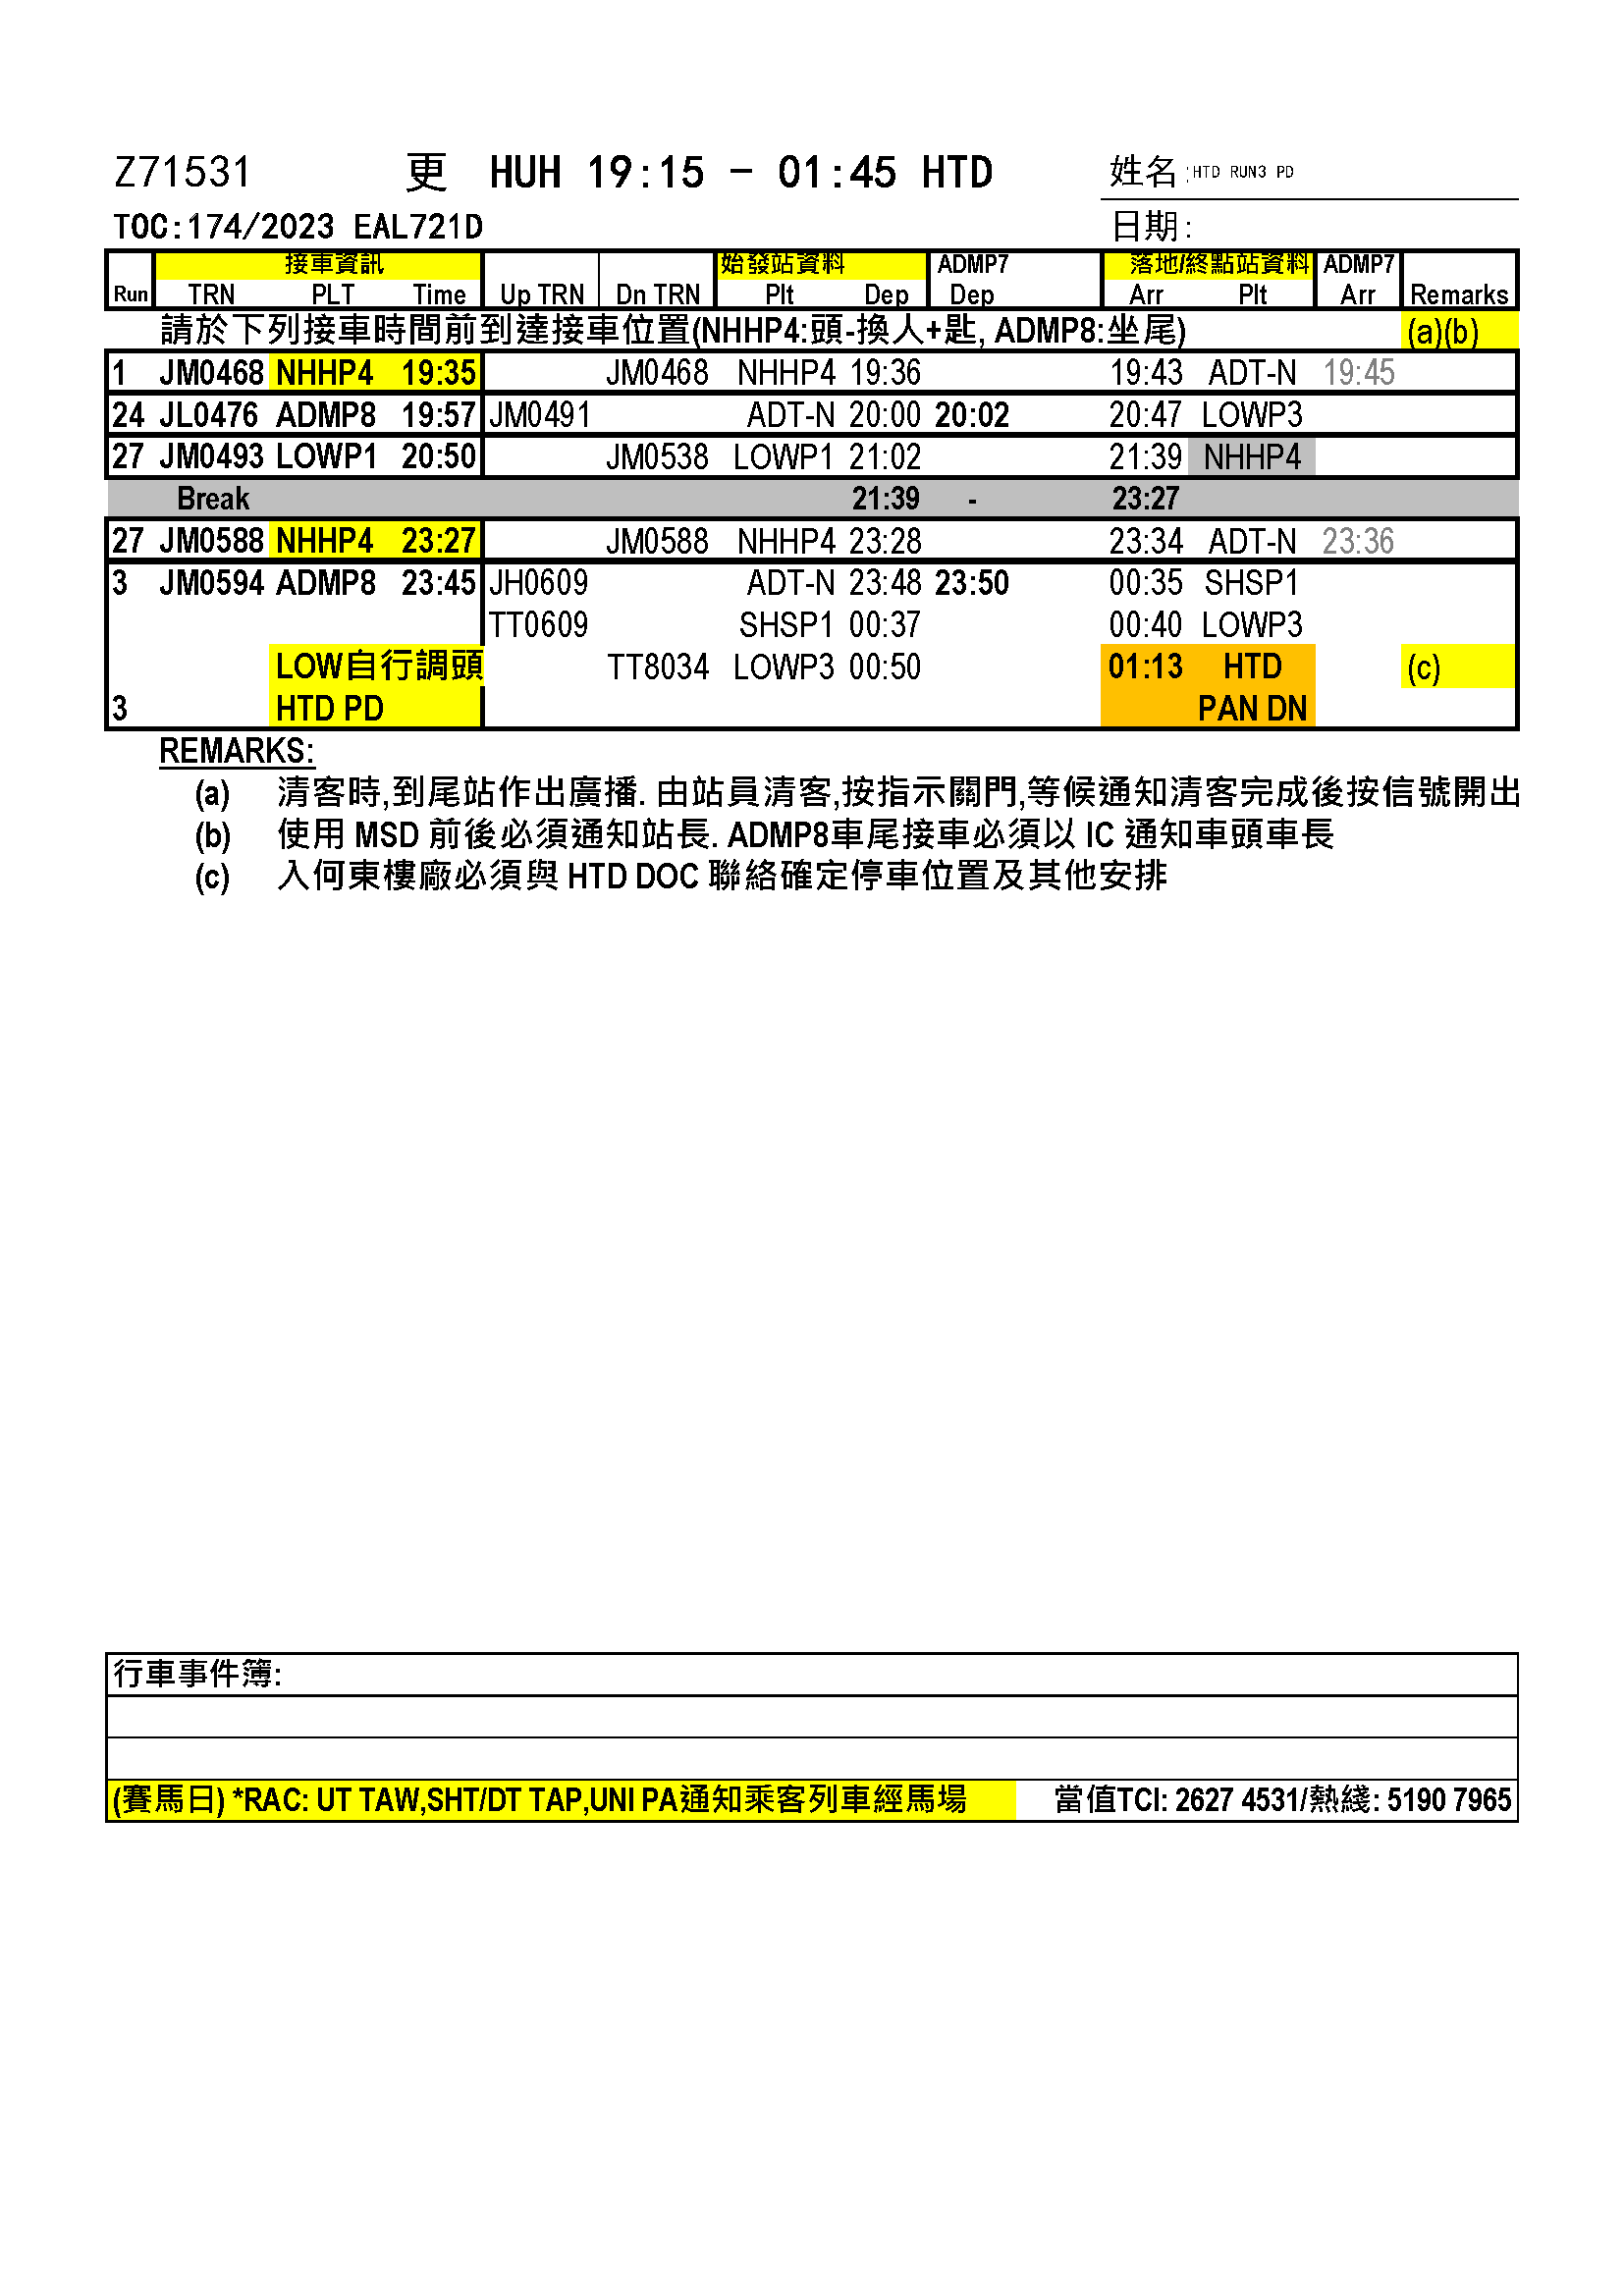 Z71531 更 HUH 19:15 - 01:45 HTD 姓名:HTD RUN3 PD
TOC:174/2023 EAL721D 日期:
接車資訊 始發站資料 ADMP7 落地/終點站資料 ADMP7
Run TRN PLT Time Up TRN Dn TRN Plt Dep Dep Arr Plt Arr Remarks
請於下列接車時間前到達接車位置(NHHP4:頭-換人+匙, ADMP8:坐尾) (a)(b)
1 JM0468 NHHP4 19:35 JM0468 NHHP4 19:36 19:43 ADT-N 19:45
24 JL0476 ADMP8 19:57 JM0491 ADT-N 20:00 20:02 20:47 LOWP3
27 JM0493 LOWP1 20:50 JM0538 LOWP1 21:02 21:39 NHHP4
Break 21:39 - 23:27
27 JM0588 NHHP4 23:27 JM0588 NHHP4 23:28 23:34 ADT-N 23:36
3 JM0594 ADMP8 23:45 JH0609 ADT-N 23:48 23:50 00:35 SHSP1
TT0609 SHSP1 00:37 00:40 LOWP3
LOW自行調頭 TT8034 LOWP3 00:50 01:13 HTD (c)
3 HTD PD PAN DN
REMARKS:
(a) 清客時,到尾站作出廣播. 由站員清客,按指示關門,等候通知清客完成後按信號開出
(b) 使用 MSD 前後必須通知站長. ADMP8車尾接車必須以 IC 通知車頭車長
(c) 入何東樓廠必須與 HTD DOC 聯絡確定停車位置及其他安排
行車事件簿:
(賽馬日) *RAC: UT TAW,SHT/DT TAP,UNI PA通知乘客列車經馬場 當值TCI: 2627 4531/熱綫: 5190 7965